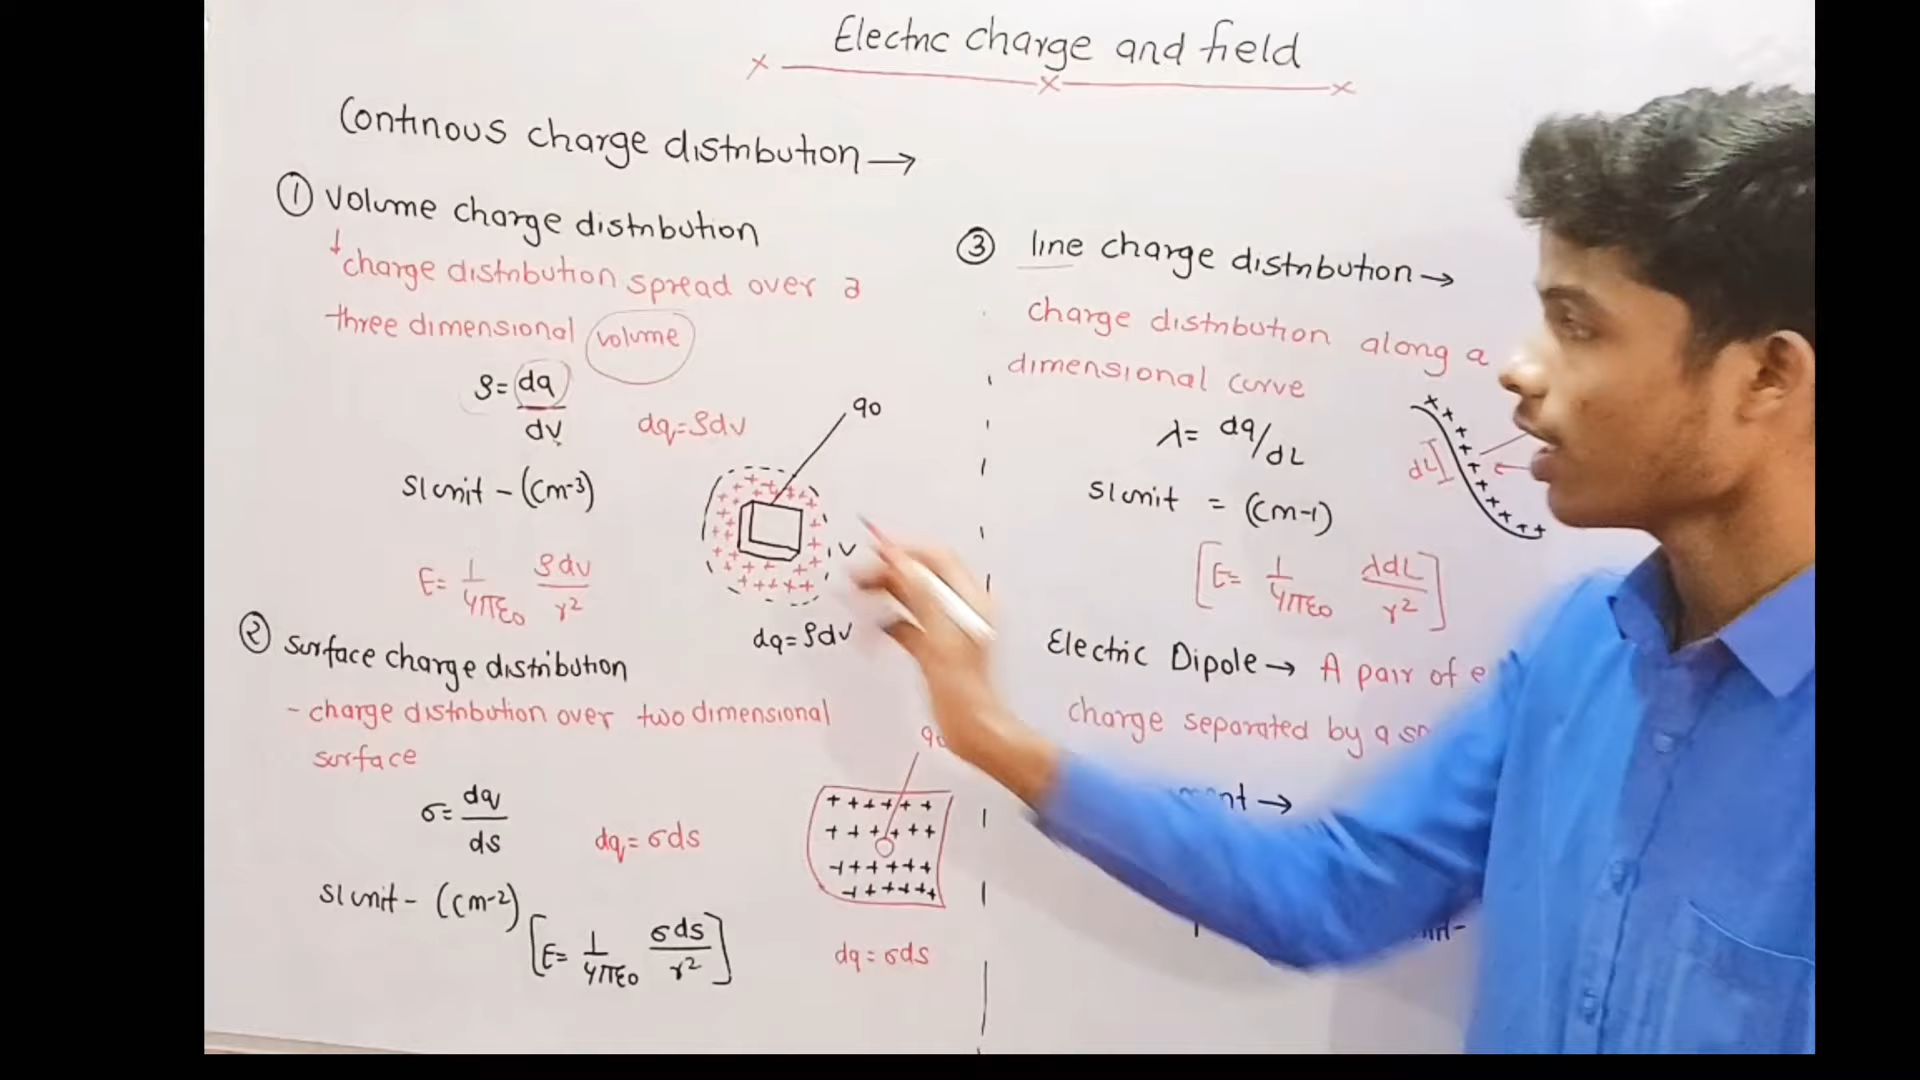 Electric charge and field
Continous charge distribution →
① Volume charge distribution
charge distribution spread over a
three dimensional volume
ρ = dq/dv
dq = ρdv
q0
SI unit - (Cm-3)
v
E = 1/4πε0 ρdv/r²
dq = ρdv
② Surface charge distribution
- charge distribution over two dimensional
surface
σ = dq/ds
dq = σds
SI unit - (Cm-2)
[E = 1/4πε0 σds/r²]
dq = σds
③ line charge distribution →
charge distribution along a
dimensional curve
λ = dq/dL
dL
SI unit = (Cm-1)
[E = 1/4πε0 λdL/r²]
Electric Dipole → A pair of
charge separated by a